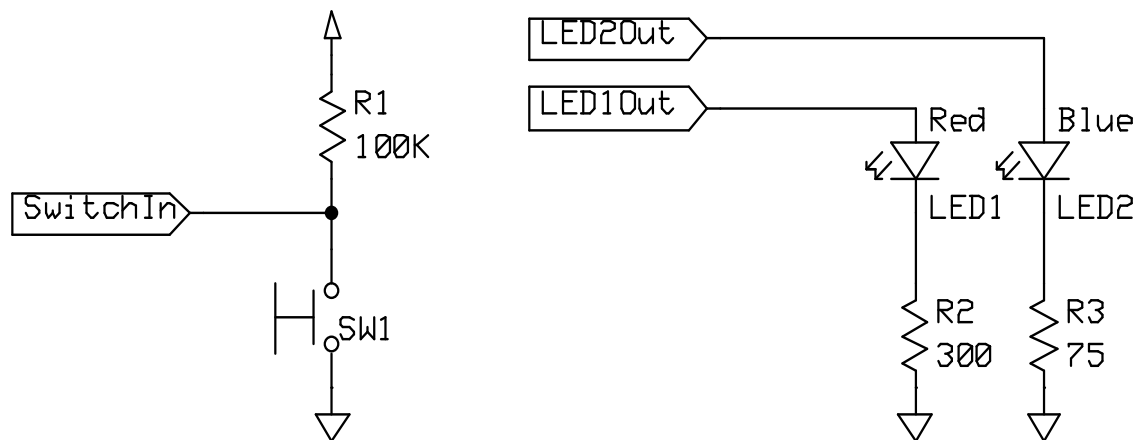 LED2Out
R1
100K
LED1Out
Red
Blue
SwitchIn
LED1
LED2
SW1
R2
300
R3
75